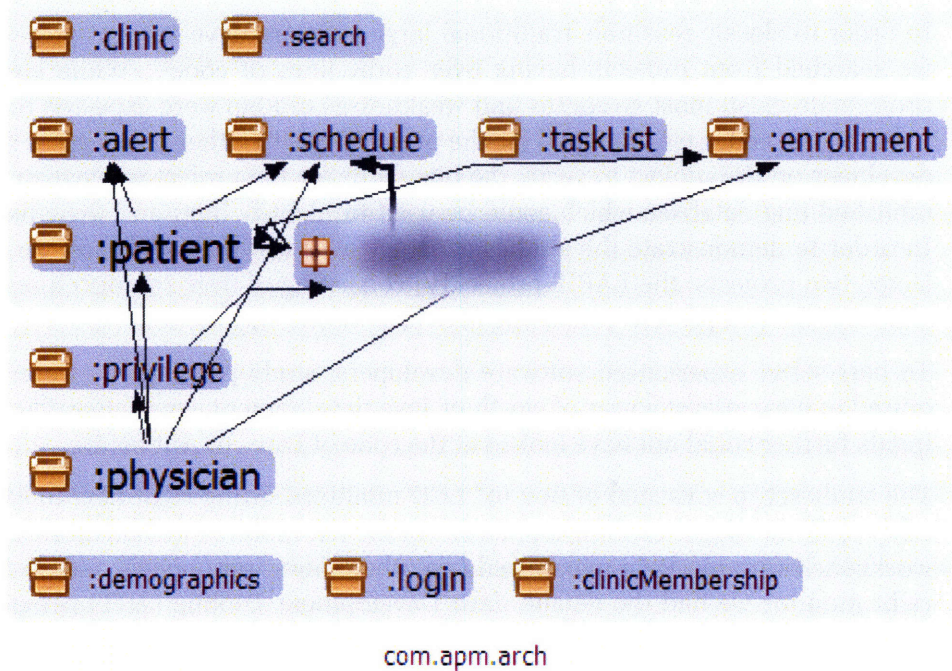 :clinic
:search
:alert
:schedule
:taskList
:enrollment
:patient
:privilege
:physician
:demographics
:login
:clinicMembership
com.apm.arch